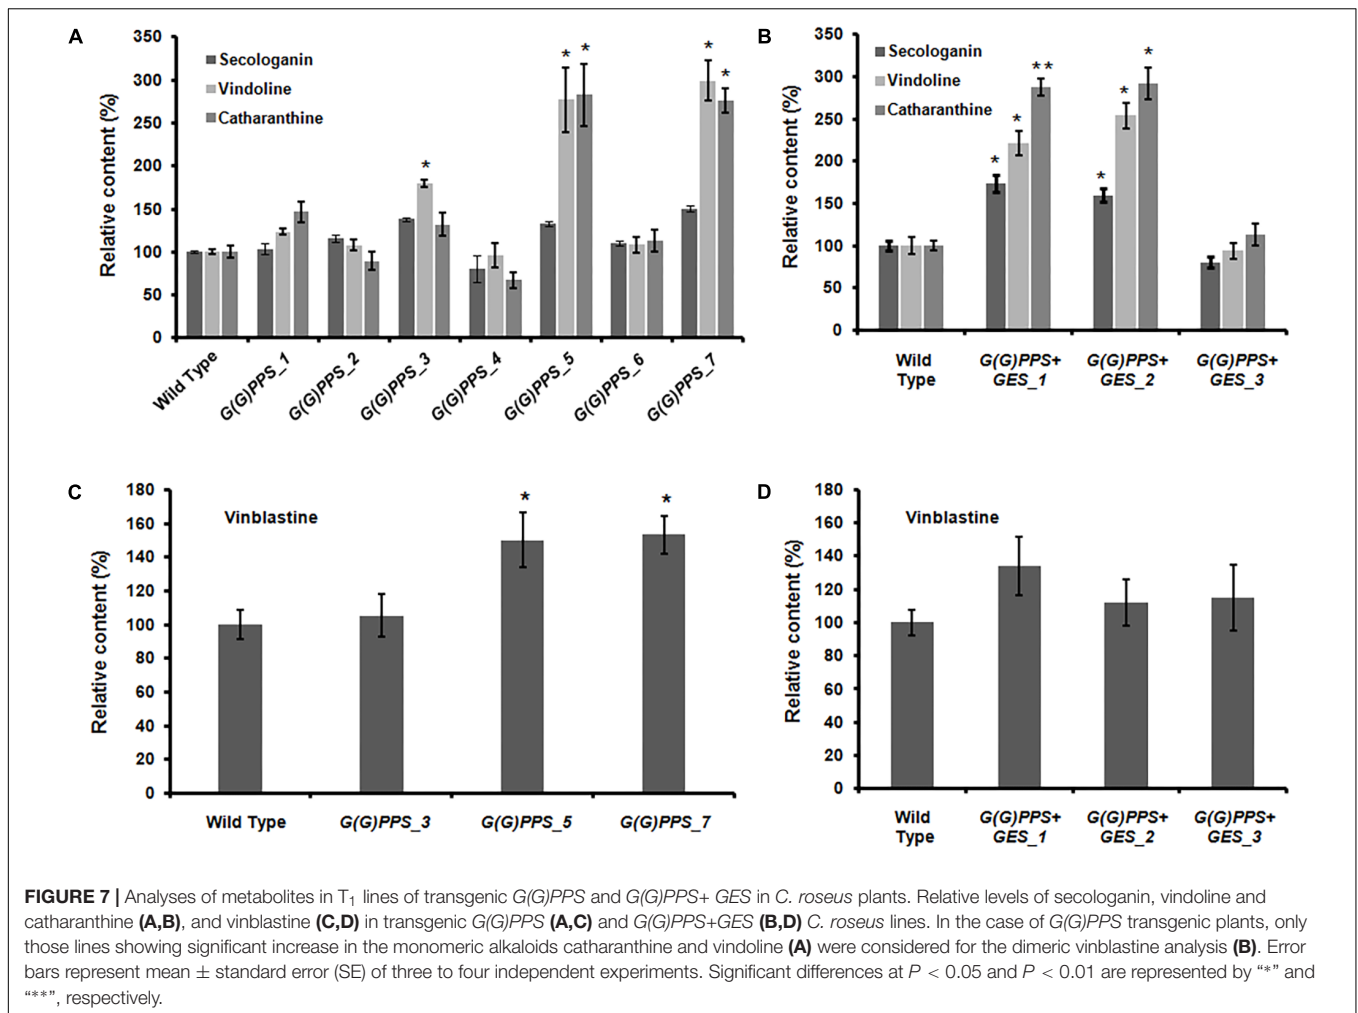 A
350
300
250
200
150
100
50
0
Relative content (%)
Secologanin
Vindoline
Catharanthine
*
* *
*
*
Wild Type
G(G)PPS_1
G(G)PPS_2
G(G)PPS_3
G(G)PPS_4
G(G)PPS_5
G(G)PPS_6
G(G)PPS_7
B
350
300
250
200
150
100
50
0
Relative content (%)
Secologanin
Vindoline
Catharanthine
*
*
**
*
*
*
Wild
Type
G(G)PPS+
GES_1
G(G)PPS+
GES_2
G(G)PPS+
GES_3
C
180
160
140
120
100
80
60
40
20
0
Relative content (%)
Vinblastine
*
*
Wild Type
G(G)PPS_3
G(G)PPS_5
G(G)PPS_7
D
180
160
140
120
100
80
60
40
20
0
Relative content (%)
Vinblastine
Wild
Type
G(G)PPS+
GES_1
G(G)PPS+
GES_2
G(G)PPS+
GES_3
FIGURE 7 | Analyses of metabolites in T1 lines of transgenic G(G)PPS and G(G)PPS+ GES in C. roseus plants. Relative levels of secologanin, vindoline and
catharanthine (A,B), and vinblastine (C,D) in transgenic G(G)PPS (A,C) and G(G)PPS+GES (B,D) C. roseus lines. In the case of G(G)PPS transgenic plants, only
those lines showing significant increase in the monomeric alkaloids catharanthine and vindoline (A) were considered for the dimeric vinblastine analysis (B). Error
bars represent mean ± standard error (SE) of three to four independent experiments. Significant differences at P < 0.05 and P < 0.01 are represented by “*” and
“**”, respectively.